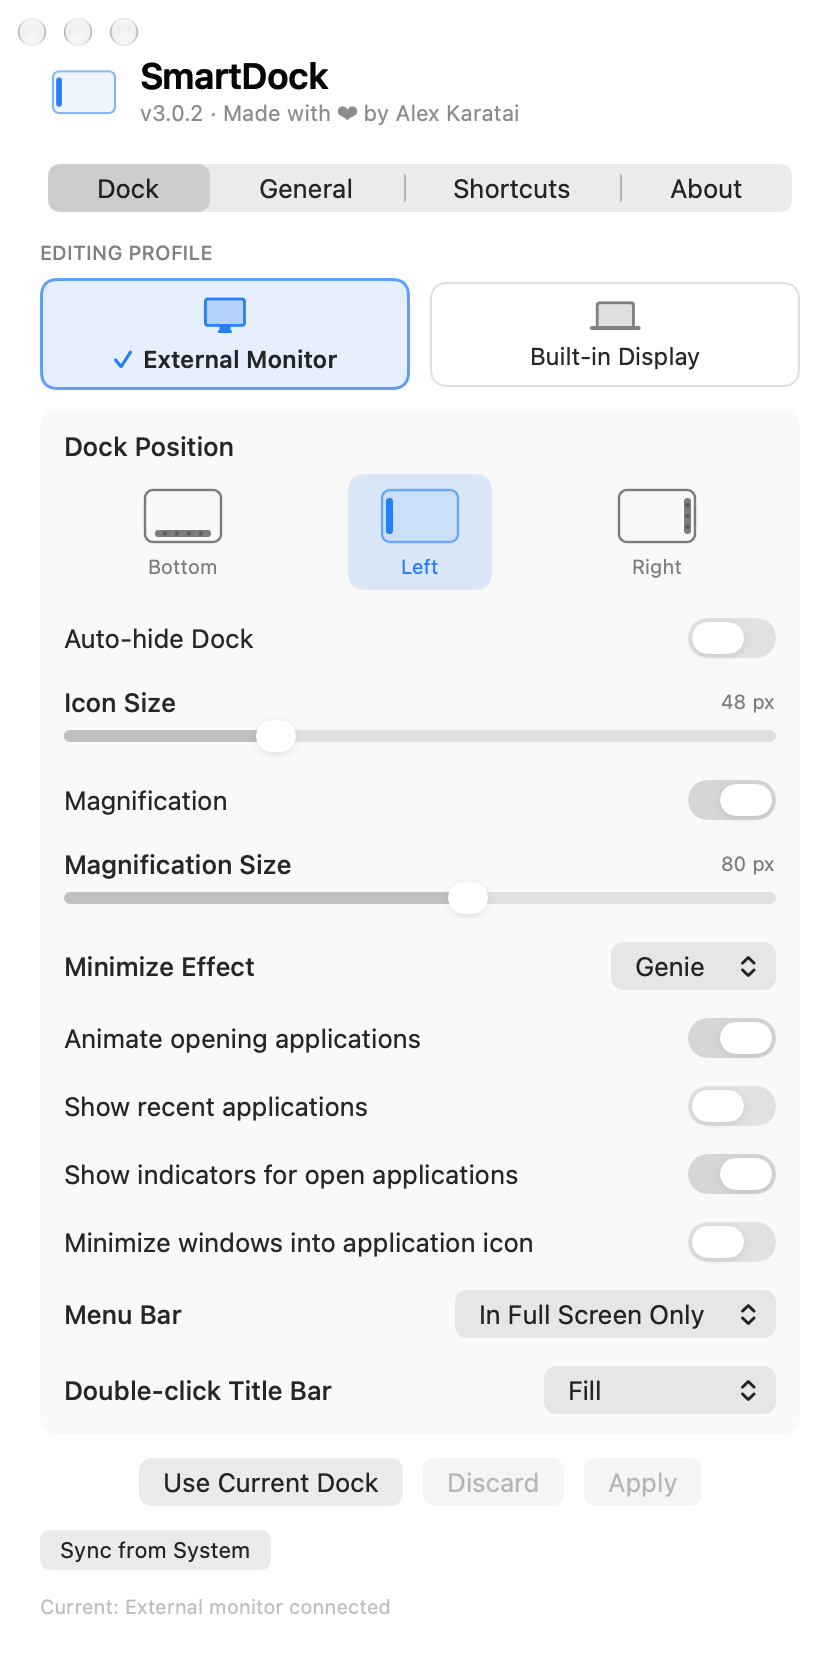 SmartDock
v3.0.2 · Made with ❤ by Alex Karatai
Dock General Shortcuts About
EDITING PROFILE
✓ External Monitor
Built-in Display
Dock Position
Bottom Left Right
Auto-hide Dock
Icon Size 48 px
Magnification
Magnification Size 80 px
Minimize Effect Genie
Animate opening applications
Show recent applications
Show indicators for open applications
Minimize windows into application icon
Menu Bar In Full Screen Only
Double-click Title Bar Fill
Use Current Dock Discard Apply
Sync from System
Current: External monitor connected